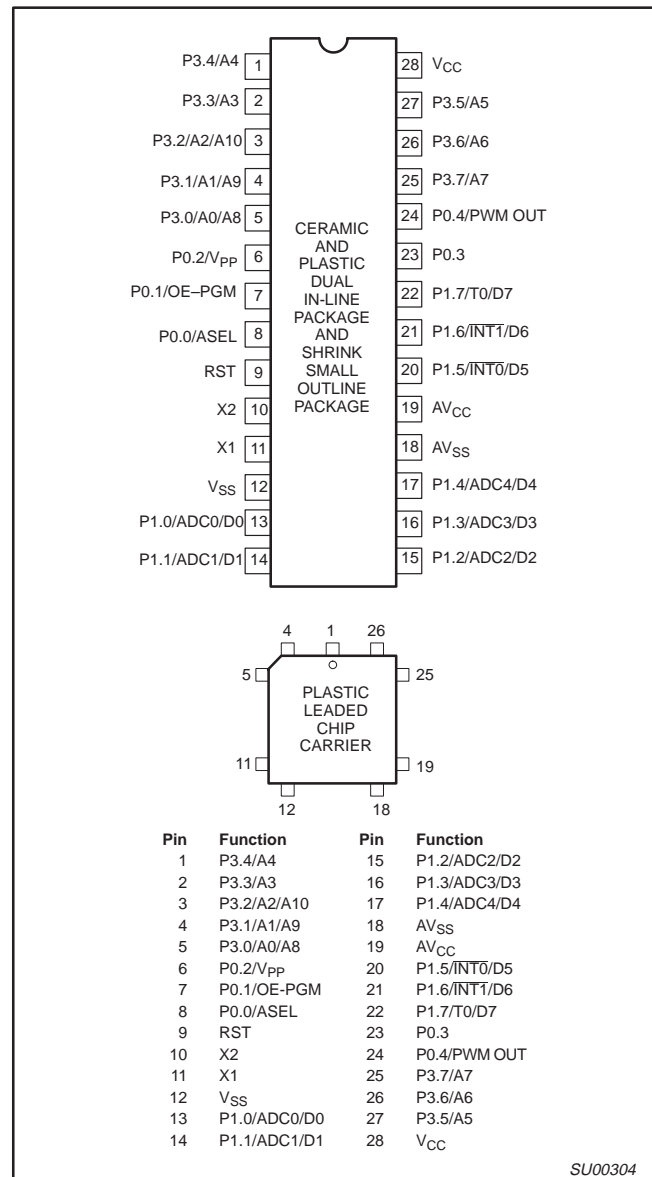 P3.4/A4 1 28 VCC
P3.3/A3 2 27 P3.5/A5
P3.2/A2/A10 3 26 P3.6/A6
P3.1/A1/A9 4 25 P3.7/A7
P3.0/A0/A8 5 24 P0.4/PWM OUT
P0.2/VPP 6 23 P0.3
P0.1/OE–PGM 7 22 P1.7/T0/D7
P0.0/ASEL 8 21 P1.6/INT1/D6
RST 9 20 P1.5/INT0/D5
X2 10 19 AVCC
X1 11 18 AVSS
VSS 12 17 P1.4/ADC4/D4
P1.0/ADC0/D0 13 16 P1.3/ADC3/D3
P1.1/ADC1/D1 14 15 P1.2/ADC2/D2
CERAMIC
AND
PLASTIC
DUAL
IN-LINE
PACKAGE
AND
SHRINK
SMALL
OUTLINE
PACKAGE
4 1 26
5 25
PLASTIC
LEADED
CHIP
CARRIER
11 19
12 18
Pin Function Pin Function
1 P3.4/A4 15 P1.2/ADC2/D2
2 P3.3/A3 16 P1.3/ADC3/D3
3 P3.2/A2/A10 17 P1.4/ADC4/D4
4 P3.1/A1/A9 18 AVSS
5 P3.0/A0/A8 19 AVCC
6 P0.2/VPP 20 P1.5/INT0/D5
7 P0.1/OE-PGM 21 P1.6/INT1/D6
8 P0.0/ASEL 22 P1.7/T0/D7
9 RST 23 P0.3
10 X2 24 P0.4/PWM OUT
11 X1 25 P3.7/A7
12 VSS 26 P3.6/A6
13 P1.0/ADC0/D0 27 P3.5/A5
14 P1.1/ADC1/D1 28 VCC
SU00304